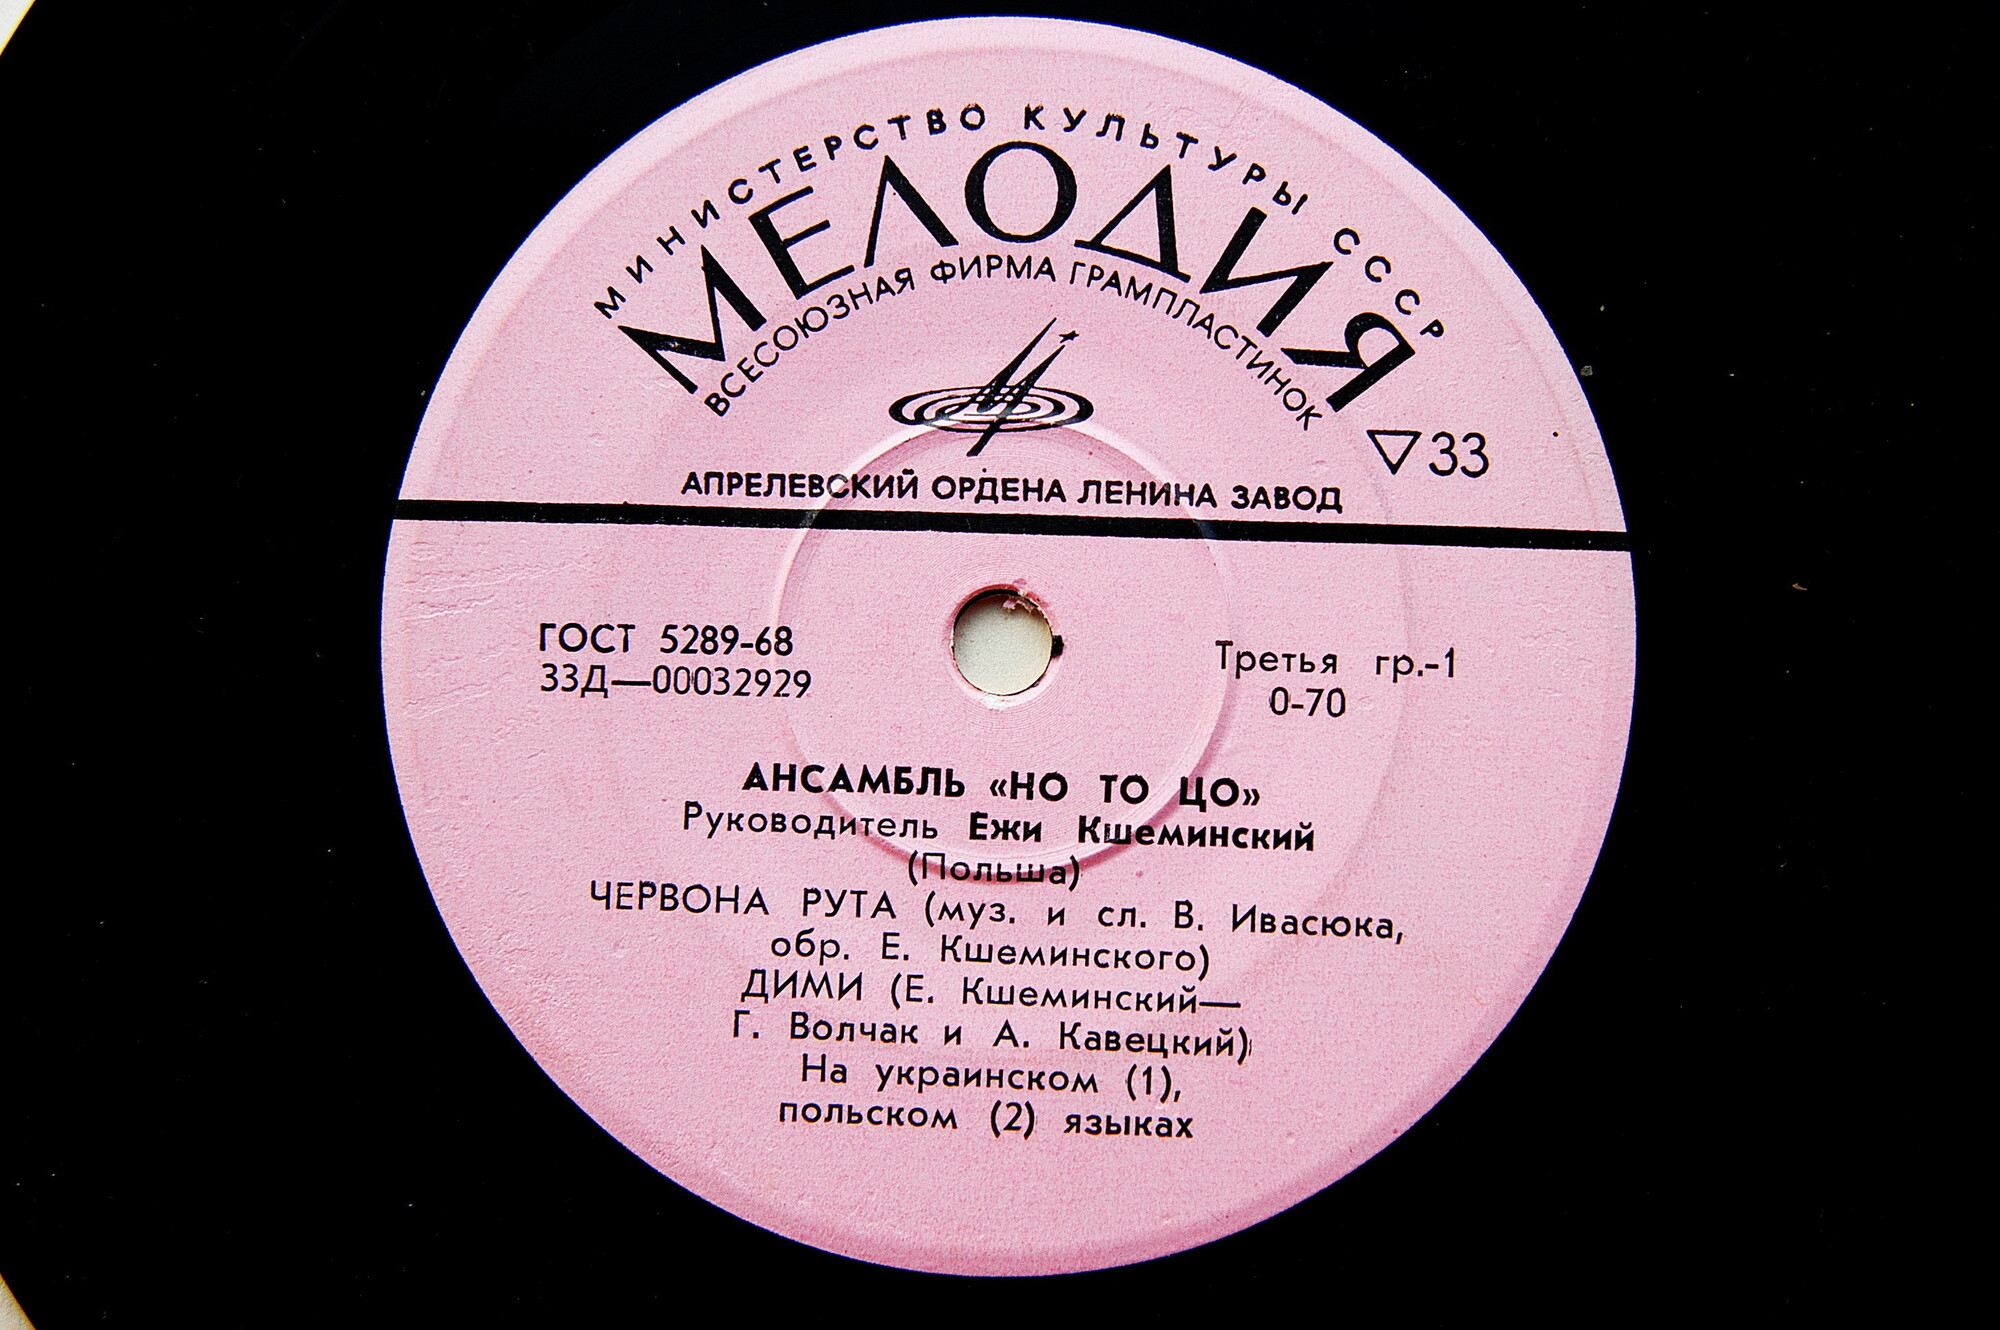 МИНИСТЕРСТВО КУЛЬТУРЫ СССР
МЕЛОДИЯ
ВСЕСОЮЗНАЯ ФИРМА ГРАМПЛАСТИНОК
▽33
АПРЕЛЕВСКИЙ ОРДЕНА ЛЕНИНА ЗАВОД
ГОСТ 5289-68
33Д—00032929
Третья гр.-1
0-70
АНСАМБЛЬ «НО ТО ЦО»
Руководитель Ежи Кшеминский
(Польша)
ЧЕРВОНА РУТА (муз. и сл. В. Ивасюка,
обр. Е. Кшеминского)
ДИМИ (Е. Кшеминский—
Г. Волчак и А. Кавецкий)
На украинском (1),
польском (2) языках